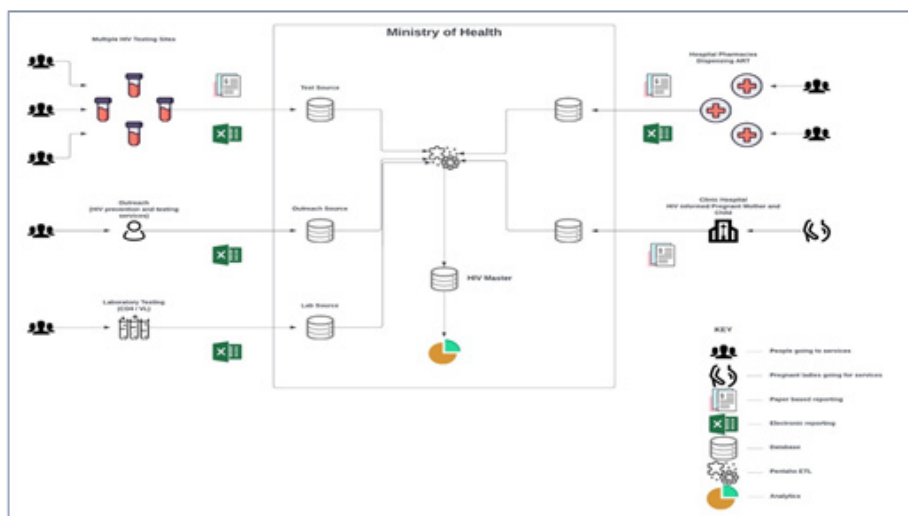 Ministry of Health
Multiple HIV Testing Sites
Test Source
Hospital Pharmacies
Dispensing ART
Outreach
(HIV prevention and testing
services)
Outreach Source
Clinic Hospital
HIV informed Pregnant Mother and
Child
HIV Master
Laboratory Testing
(CD4 / VL)
Lab Source
KEY
People going to services
Pregnant ladies going for services
Paper based reporting
Electronic reporting
Database
Pentaho ETL
Analytics